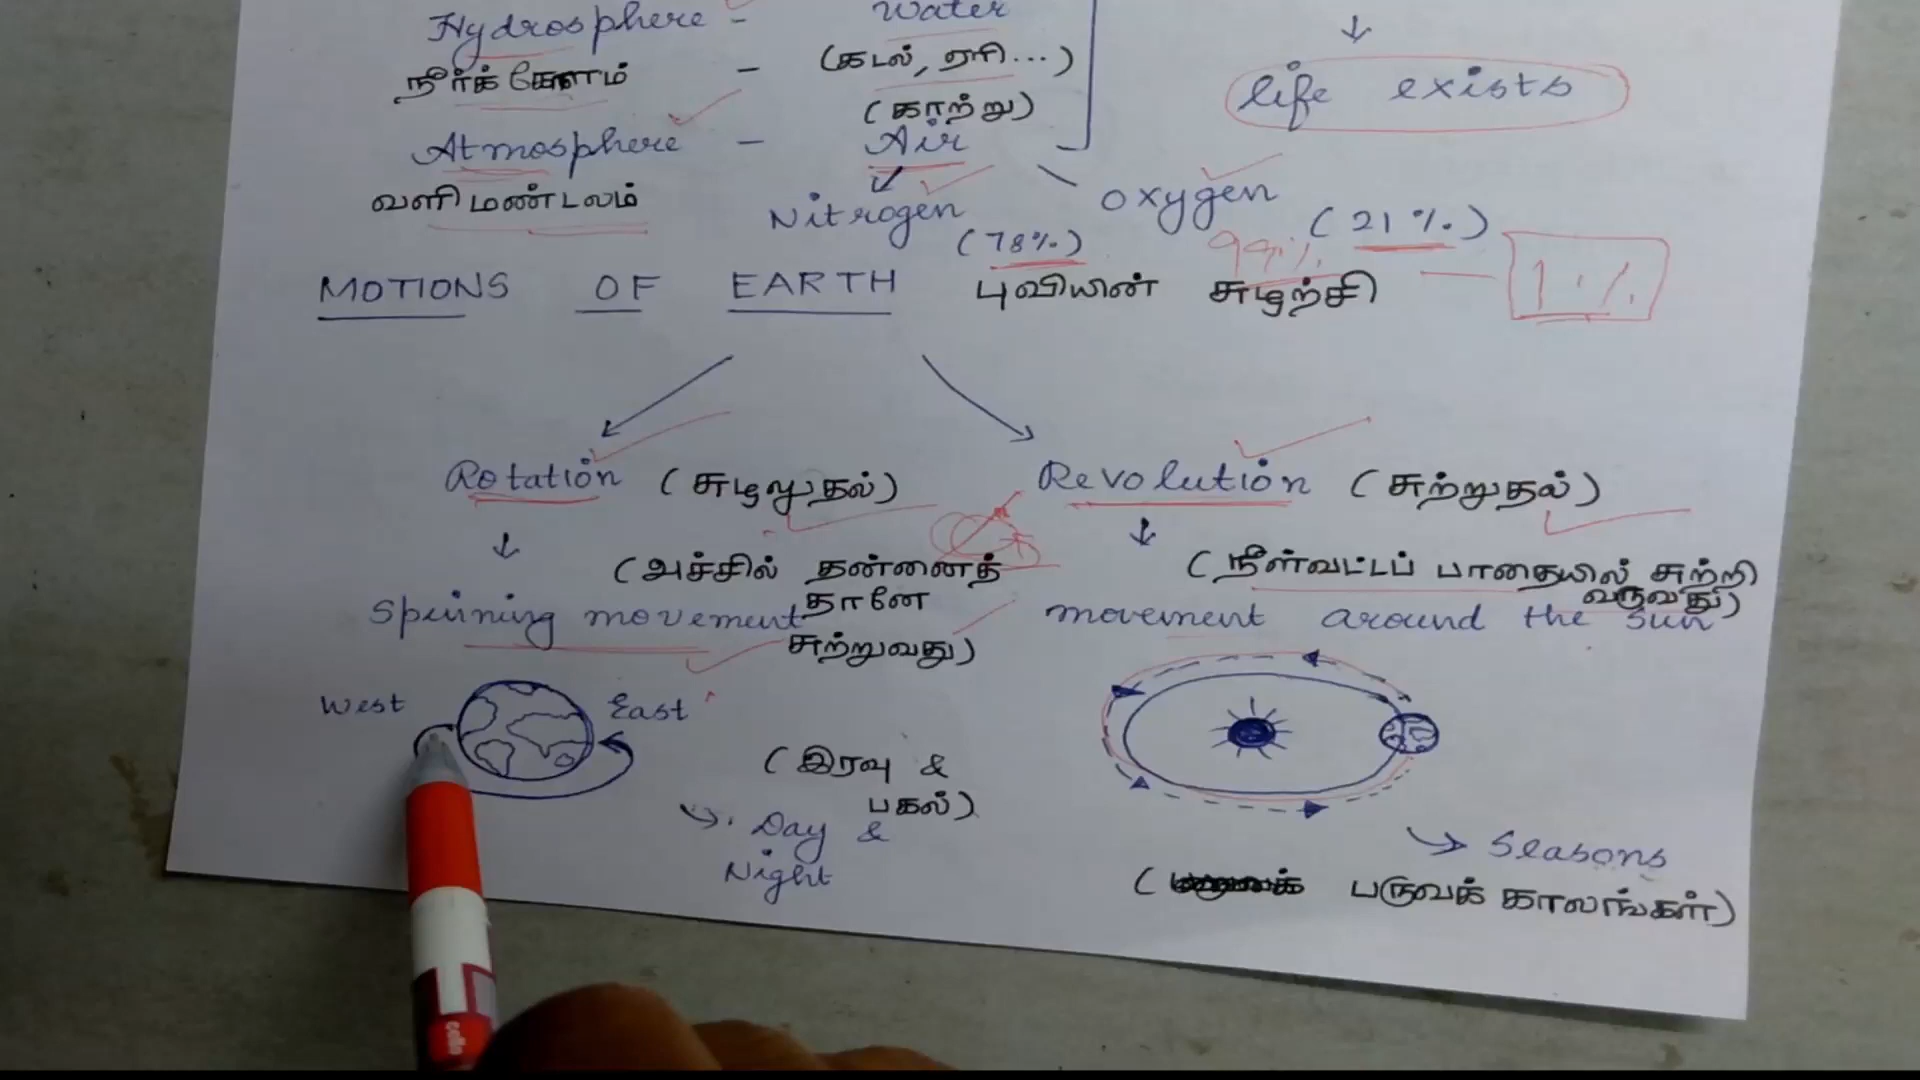 Hydrosphere - Water
நீர்க்கோளம் - (கடல், ஏரி...)
(காற்று)
Atmosphere - Air
வளிமண்டலம்
life exists
Nitrogen (78%.)
Oxygen (21%.)
99%.
1%.
MOTIONS OF EARTH புவியின் சுழற்சி
Rotation (சுழலுதல்)
Revolution (சுற்றுதல்)
(அச்சில் தன்னைத்
தானே
சுற்றுவது)
Spinning movement
(நீள்வட்டப் பாதையில் சுற்றி
வருவது)
movement around the sun
West East
(இரவு &
பகல்)
Day &
Night
Seasons
(பருவக் காலங்கள்)
cello